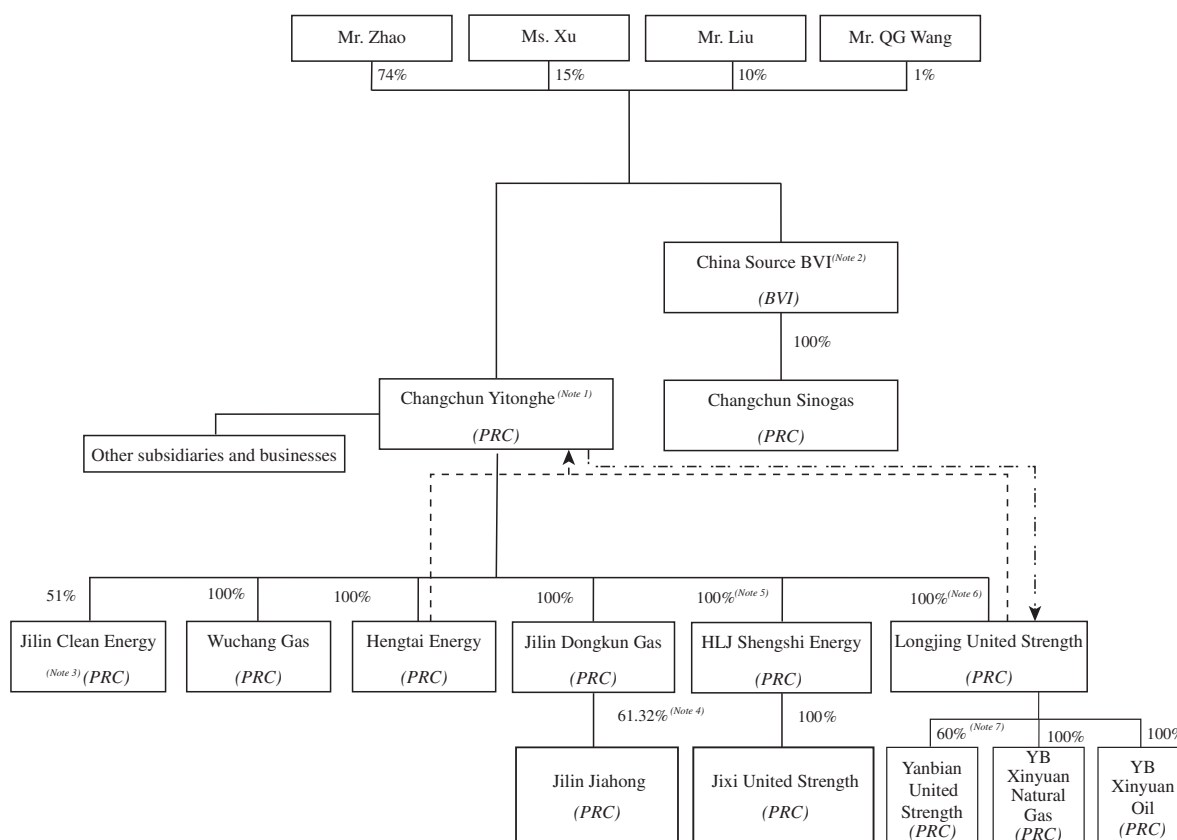 Mr. Zhao
Ms. Xu
Mr. Liu
Mr. QG Wang
74%
15%
10%
1%
China Source BVI(Note 2)
(BVI)
100%
Changchun Yitonghe(Note 1)
(PRC)
Changchun Sinogas
(PRC)
Other subsidiaries and businesses
51%
100%
100%
100%
100%(Note 5)
100%(Note 6)
Jilin Clean Energy
(Note 3) (PRC)
Wuchang Gas
(PRC)
Hengtai Energy
(PRC)
Jilin Dongkun Gas
(PRC)
HLJ Shengshi Energy
(PRC)
Longjing United Strength
(PRC)
61.32%(Note 4)
100%
60%(Note 7)
100%
100%
Jilin Jiahong
(PRC)
Jixi United Strength
(PRC)
Yanbian
United
Strength
(PRC)
YB
Xinyuan
Natural
Gas
(PRC)
YB
Xinyuan
Oil
(PRC)